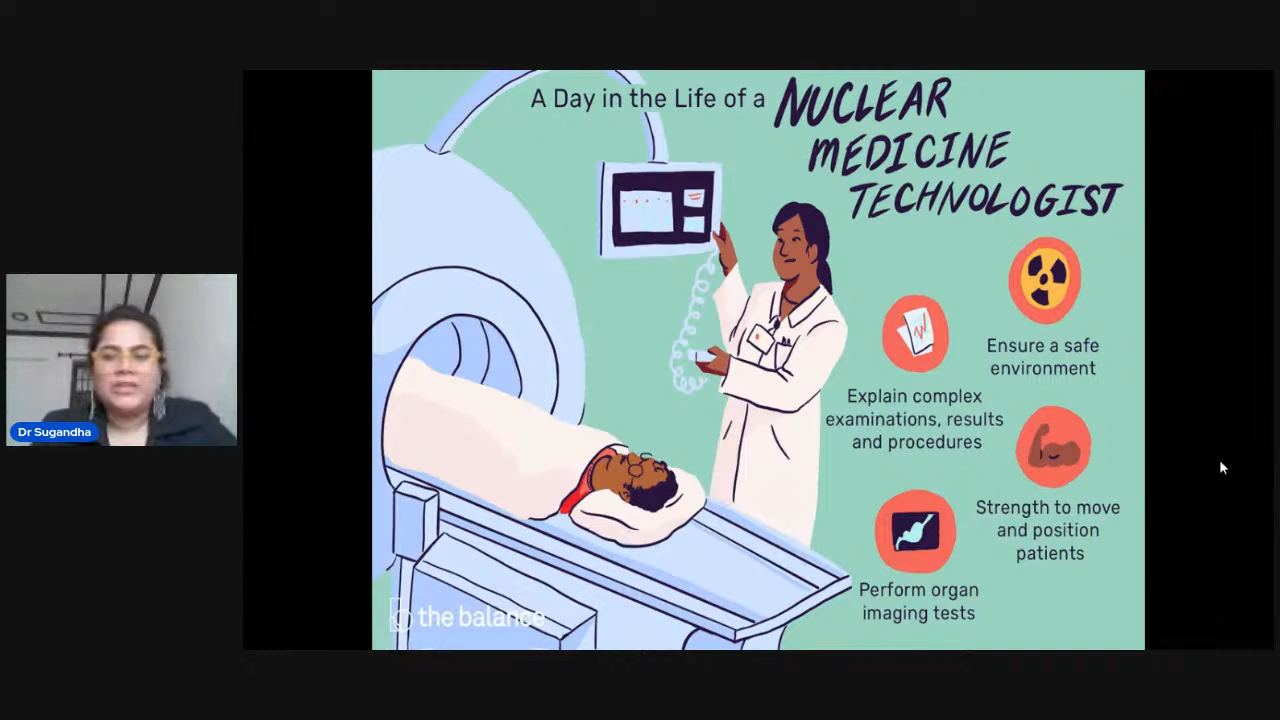 A Day in the Life of a NUCLEAR
MEDICINE
TECHNOLOGIST
Ensure a safe
environment
Explain complex
examinations, results
and procedures
Strength to move
and position
patients
Perform organ
imaging tests
the balance
Dr Sugandha